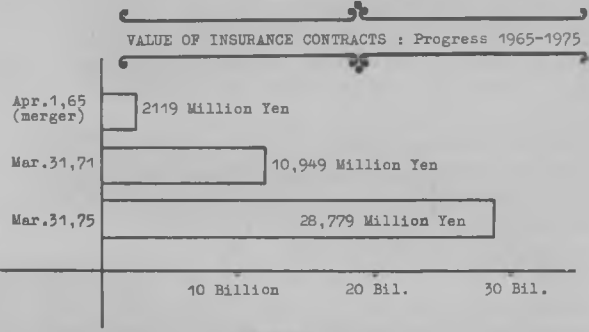 VALUE OF INSURANCE CONTRACTS : Progress 1965-1975
Apr.1,65
(merger)
2119 Million Yen
Mar.31,71
10,949 Million Yen
Mar.31,75
28,779 Million Yen
10 Billion
20 Bil.
30 Bil.